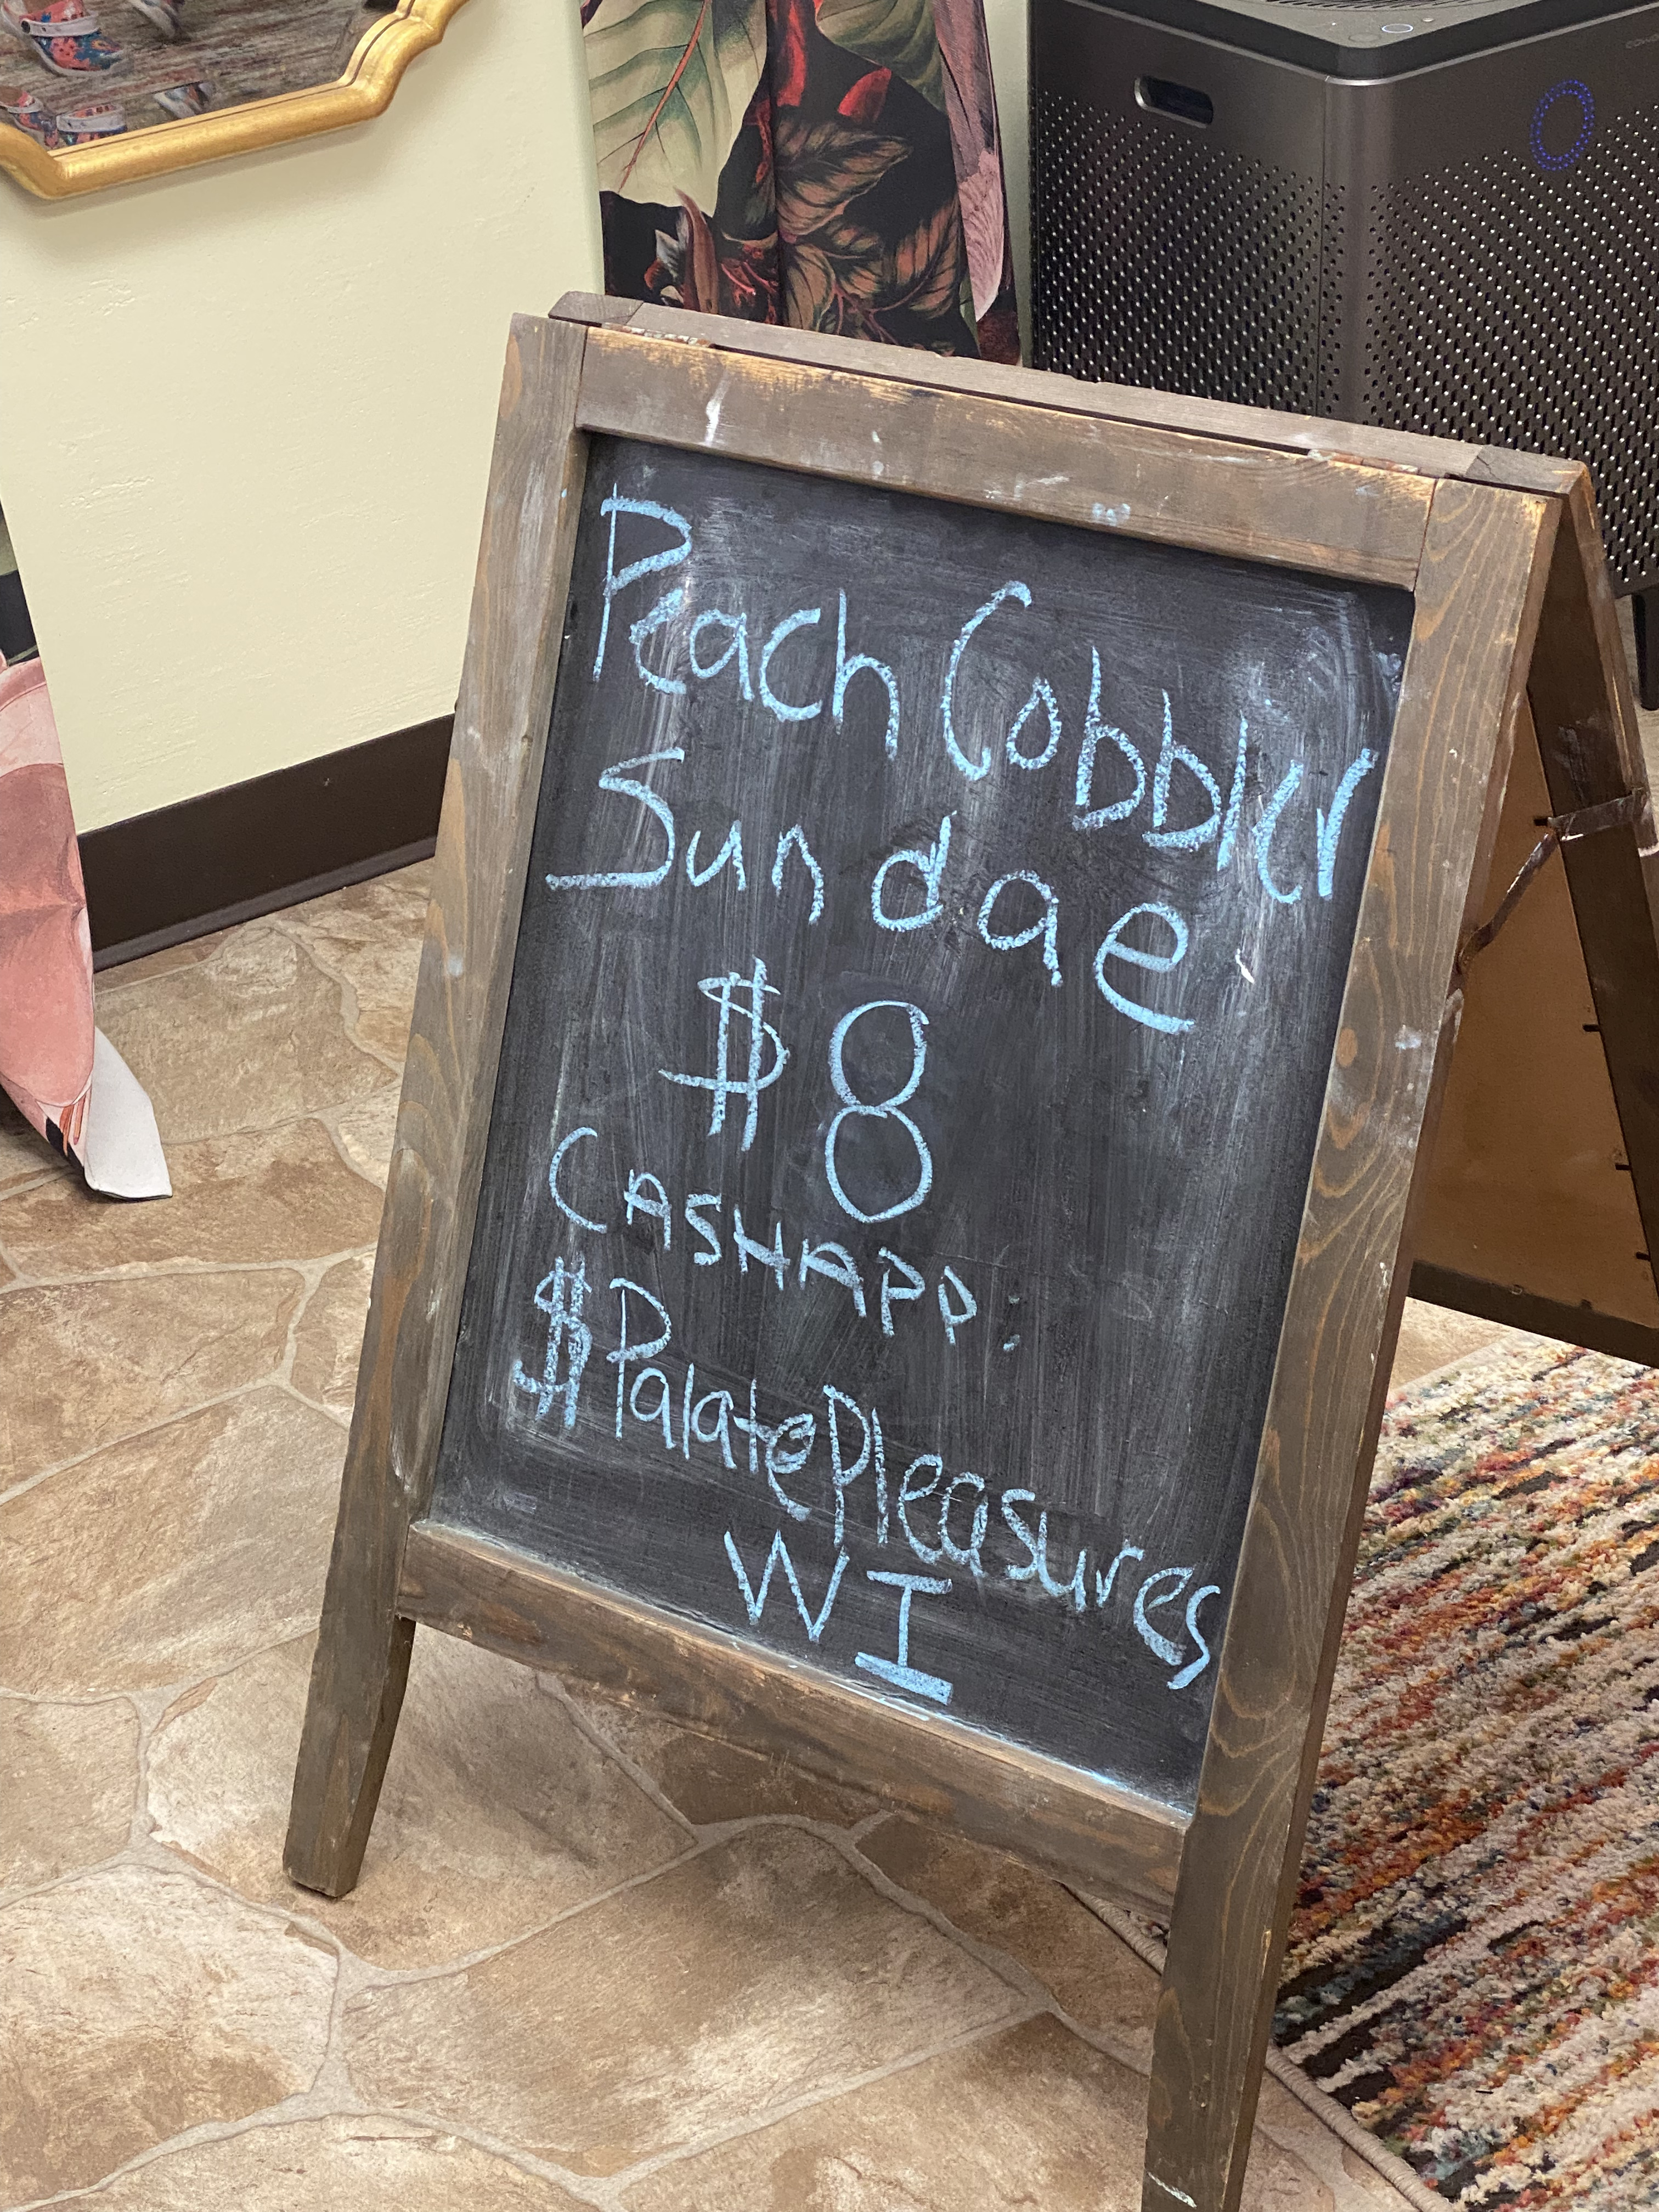 Peach Cobbler
Sundae
$8
CASHAPP:
$PalatePleasures
WI